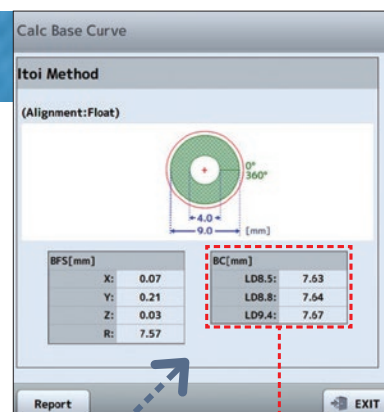 Calc Base Curve
Itoi Method
(Alignment:Float)
0°
360°
4.0
9.0 [mm]
BFS[mm]
X: 0.07
Y: 0.21
Z: 0.03
R: 7.57
BC[mm]
LD8.5: 7.63
LD8.8: 7.64
LD9.4: 7.67
Report
EXIT